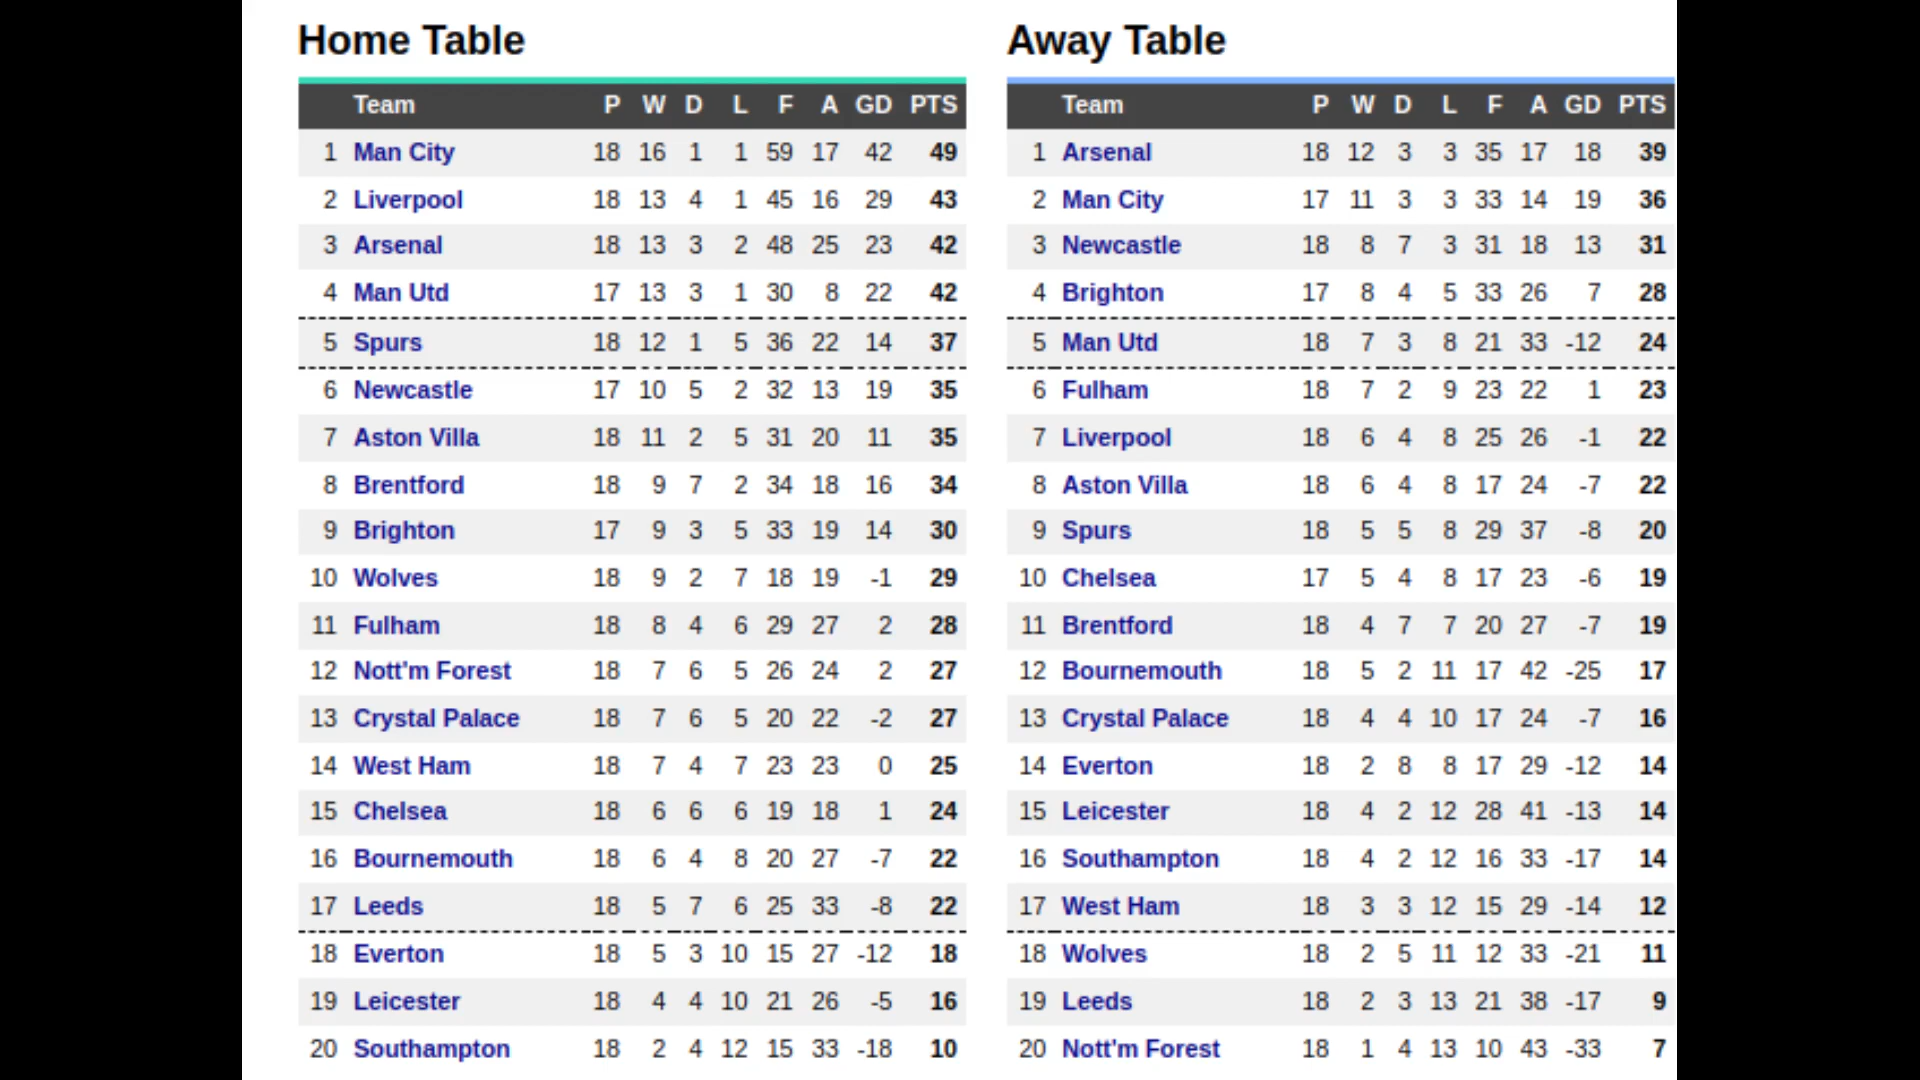 Home Table
Team P W D L F A GD PTS
1 Man City 18 16 1 1 59 17 42 49
2 Liverpool 18 13 4 1 45 16 29 43
3 Arsenal 18 13 3 2 48 25 23 42
4 Man Utd 17 13 3 1 30 8 22 42
5 Spurs 18 12 1 5 36 22 14 37
6 Newcastle 17 10 5 2 32 13 19 35
7 Aston Villa 18 11 2 5 31 20 11 35
8 Brentford 18 9 7 2 34 18 16 34
9 Brighton 17 9 3 5 33 19 14 30
10 Wolves 18 9 2 7 18 19 -1 29
11 Fulham 18 8 4 6 29 27 2 28
12 Nott'm Forest 18 7 6 5 26 24 2 27
13 Crystal Palace 18 7 6 5 20 22 -2 27
14 West Ham 18 7 4 7 23 23 0 25
15 Chelsea 18 6 6 6 19 18 1 24
16 Bournemouth 18 6 4 8 20 27 -7 22
17 Leeds 18 5 7 6 25 33 -8 22
18 Everton 18 5 3 10 15 27 -12 18
19 Leicester 18 4 4 10 21 26 -5 16
20 Southampton 18 2 4 12 15 33 -18 10
Away Table
Team P W D L F A GD PTS
1 Arsenal 18 12 3 3 35 17 18 39
2 Man City 17 11 3 3 33 14 19 36
3 Newcastle 18 8 7 3 31 18 13 31
4 Brighton 17 8 4 5 33 26 7 28
5 Man Utd 18 7 3 8 21 33 -12 24
6 Fulham 18 7 2 9 23 22 1 23
7 Liverpool 18 6 4 8 25 26 -1 22
8 Aston Villa 18 6 4 8 17 24 -7 22
9 Spurs 18 5 5 8 29 37 -8 20
10 Chelsea 17 5 4 8 17 23 -6 19
11 Brentford 18 4 7 7 20 27 -7 19
12 Bournemouth 18 5 2 11 17 42 -25 17
13 Crystal Palace 18 4 4 10 17 24 -7 16
14 Everton 18 2 8 8 17 29 -12 14
15 Leicester 18 4 2 12 28 41 -13 14
16 Southampton 18 4 2 12 16 33 -17 14
17 West Ham 18 3 3 12 15 29 -14 12
18 Wolves 18 2 5 11 12 33 -21 11
19 Leeds 18 2 3 13 21 38 -17 9
20 Nott'm Forest 18 1 4 13 10 43 -33 7